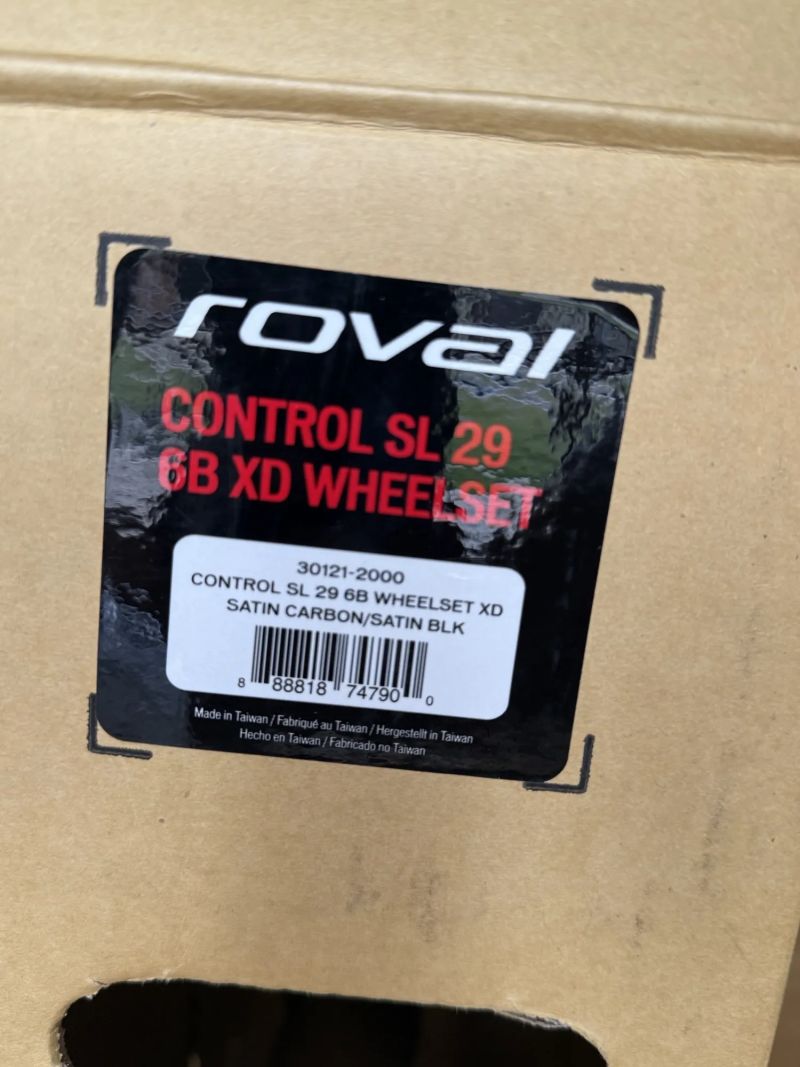 roval
CONTROL SL 29
6B XD WHEELSET
30121-2000
CONTROL SL 29 6B WHEELSET XD
SATIN CARBON/SATIN BLK
8 88818 74790 0
Made in Taiwan / Fabriqué au Taiwan / Hergestellt in Taiwan
Hecho en Taiwan / Fabricado no Taiwan